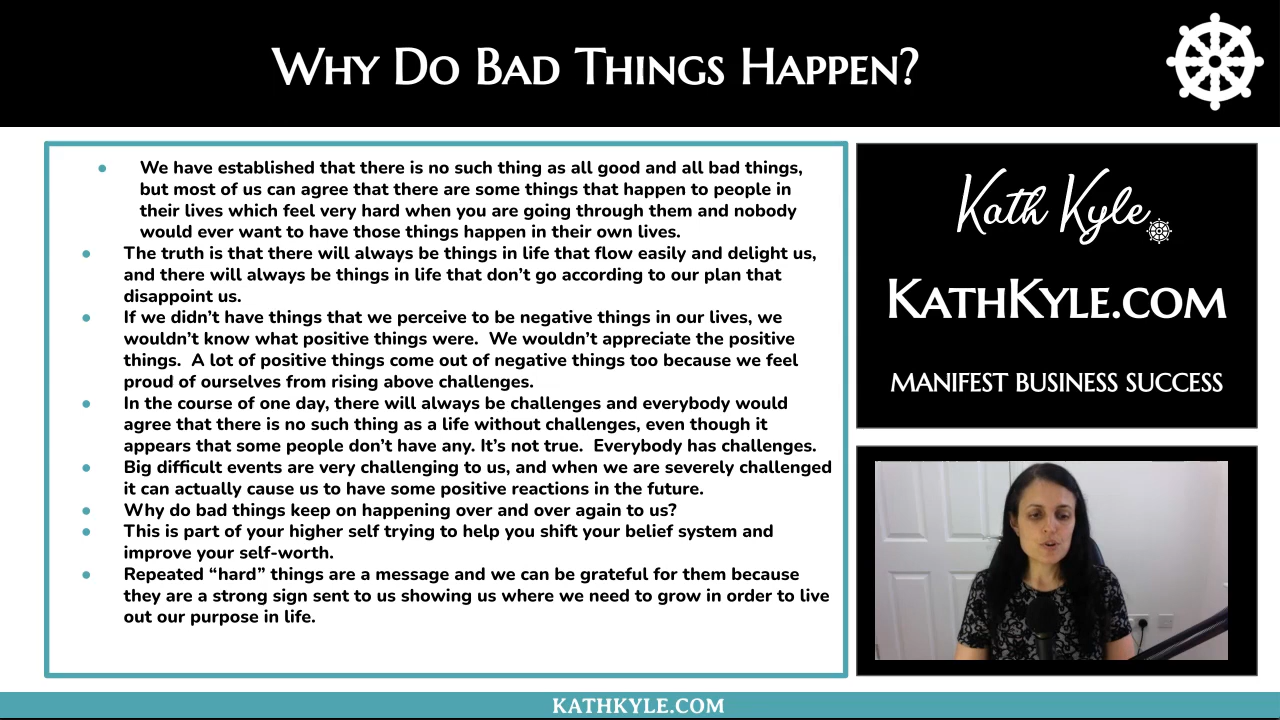 Why Do Bad Things Happen?
We have established that there is no such thing as all good and all bad things,
but most of us can agree that there are some things that happen to people in
their lives which feel very hard when you are going through them and nobody
would ever want to have those things happen in their own lives.
The truth is that there will always be things in life that flow easily and delight us,
and there will always be things in life that don’t go according to our plan that
disappoint us.
If we didn’t have things that we perceive to be negative things in our lives, we
wouldn’t know what positive things were.  We wouldn’t appreciate the positive
things.  A lot of positive things come out of negative things too because we feel
proud of ourselves from rising above challenges.
In the course of one day, there will always be challenges and everybody would
agree that there is no such thing as a life without challenges, even though it
appears that some people don’t have any. It’s not true.  Everybody has challenges.
Big difficult events are very challenging to us, and when we are severely challenged
it can actually cause us to have some positive reactions in the future.
Why do bad things keep on happening over and over again to us?
This is part of your higher self trying to help you shift your belief system and
improve your self-worth.
Repeated “hard” things are a message and we can be grateful for them because
they are a strong sign sent to us showing us where we need to grow in order to live
out our purpose in life.
Kath Kyle
KathKyle.com
MANIFEST BUSINESS SUCCESS
KATHKYLE.COM